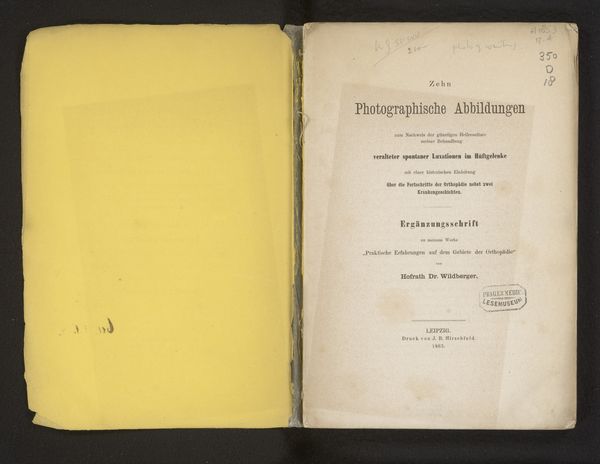 350
D
18
Zehn
Photographische Abbildungen
zum Nachweis der günstigen Heilresultate
meiner Behandlung
veralteter spontaner Luxationen im Hüftgelenke
mit einer historischen Einleitung
über die Fortschritte der Orthopädie nebst zwei
Krankengeschichten.
Ergänzungsschrift
zu meinem Werke
„Praktische Erfahrungen auf dem Gebiete der Orthopädie“
von
Hofrath Dr. Wildberger.
LESEMUSEUM
LEIPZIG.
Druck von J. B. Hirschfeld.
1863.